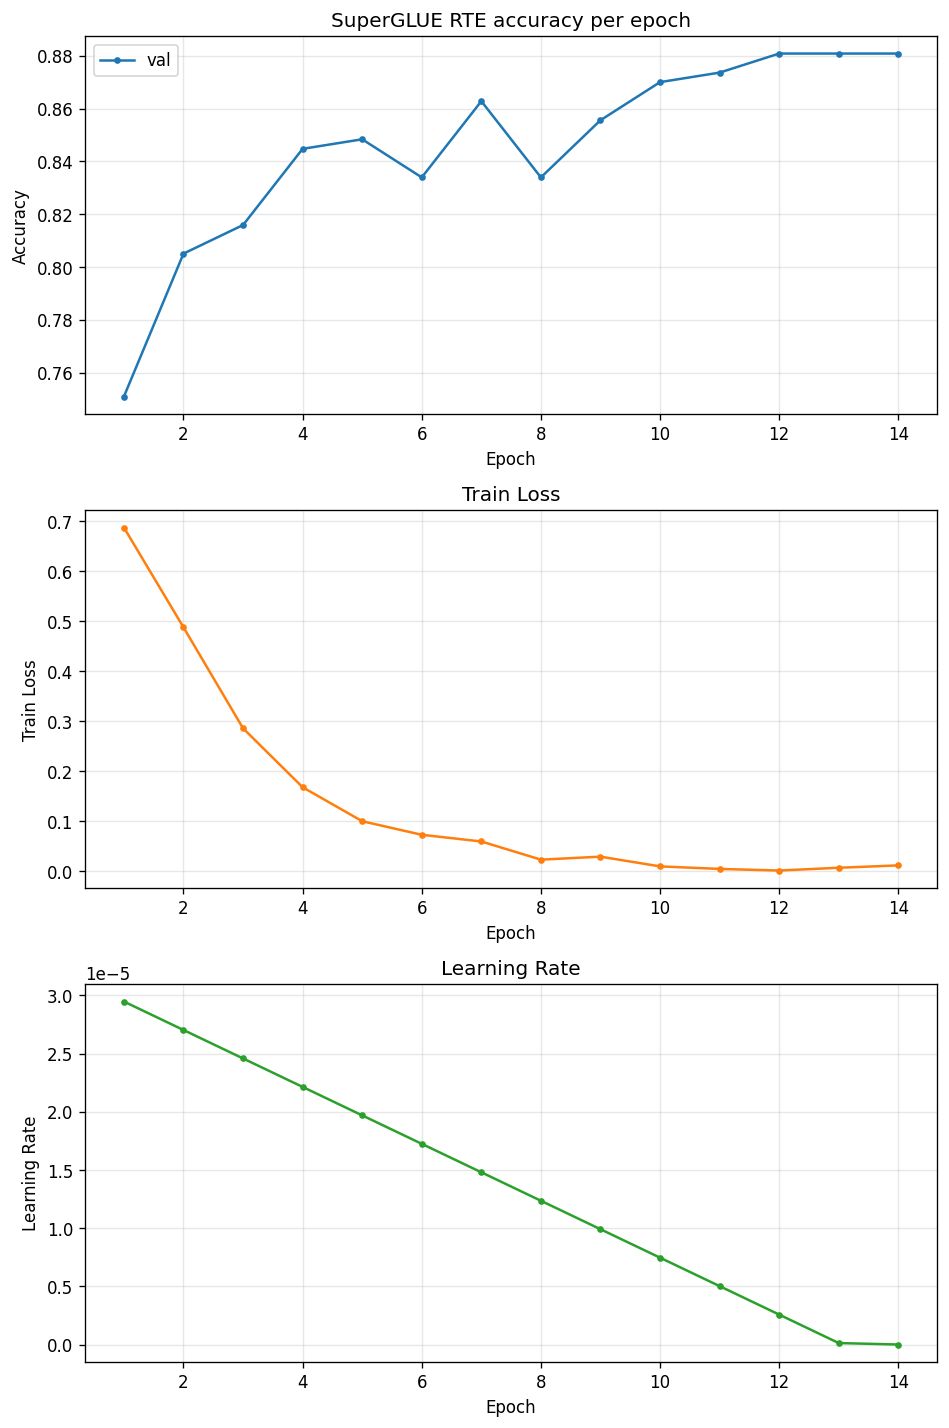 SuperGLUE RTE accuracy per epoch
val
Accuracy
0.88
0.86
0.84
0.82
0.80
0.78
0.76
2 4 6 8 10 12 14
Epoch
Train Loss
Train Loss
0.7
0.6
0.5
0.4
0.3
0.2
0.1
0.0
2 4 6 8 10 12 14
Epoch
Learning Rate
1e−5
Learning Rate
3.0
2.5
2.0
1.5
1.0
0.5
0.0
2 4 6 8 10 12 14
Epoch